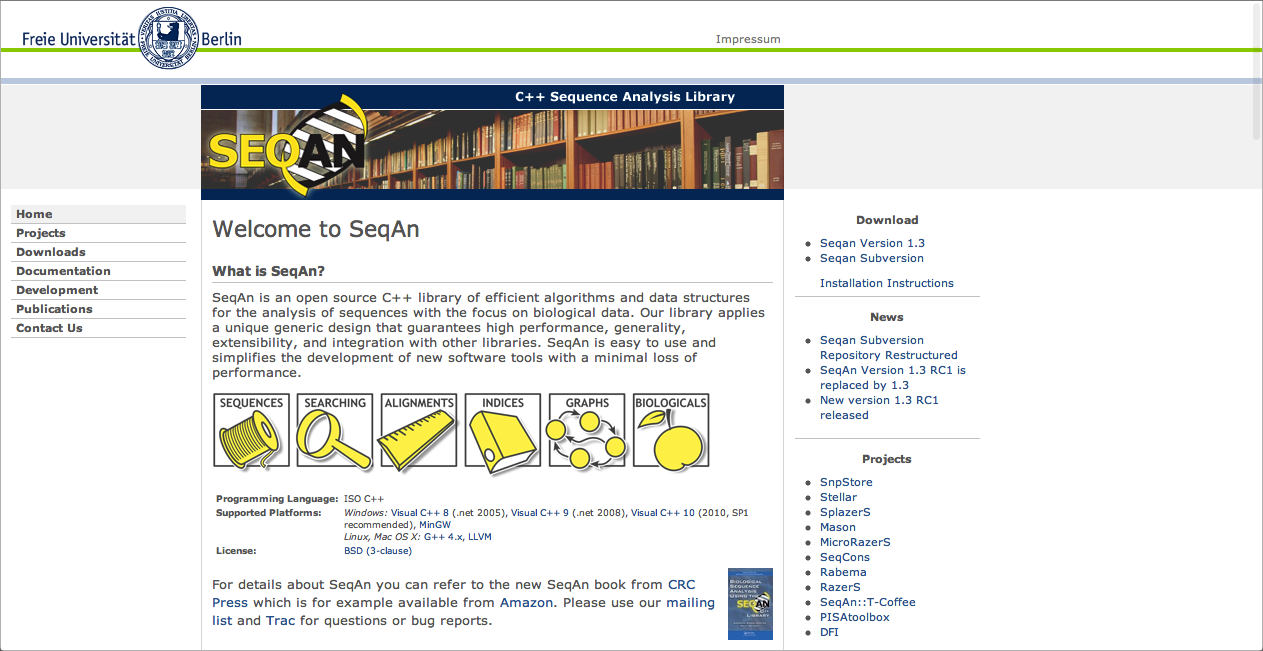 Freie Universität Berlin
Impressum
C++ Sequence Analysis Library
SEQAN
Home
Projects
Downloads
Documentation
Development
Publications
Contact Us
Welcome to SeqAn
What is SeqAn?
SeqAn is an open source C++ library of efficient algorithms and data structures
for the analysis of sequences with the focus on biological data. Our library applies
a unique generic design that guarantees high performance, generality,
extensibility, and integration with other libraries. SeqAn is easy to use and
simplifies the development of new software tools with a minimal loss of
performance.
SEQUENCES SEARCHING ALIGNMENTS INDICES GRAPHS BIOLOGICALS
Programming Language: ISO C++
Supported Platforms: Windows: Visual C++ 8 (.net 2005), Visual C++ 9 (.net 2008), Visual C++ 10 (2010, SP1
recommended), MinGW
Linux, Mac OS X: G++ 4.x, LLVM
License: BSD (3-clause)
For details about SeqAn you can refer to the new SeqAn book from CRC
Press which is for example available from Amazon. Please use our mailing
list and Trac for questions or bug reports.
BIOLOGICAL
SEQUENCE
ANALYSIS
USING THE
SEQAN
C++
LIBRARY
Download
Seqan Version 1.3
Seqan Subversion
Installation Instructions
News
Seqan Subversion
Repository Restructured
SeqAn Version 1.3 RC1 is
replaced by 1.3
New version 1.3 RC1
released
Projects
SnpStore
Stellar
SplazerS
Mason
MicroRazerS
SeqCons
Rabema
RazerS
SeqAn::T-Coffee
PISAtoolbox
DFI